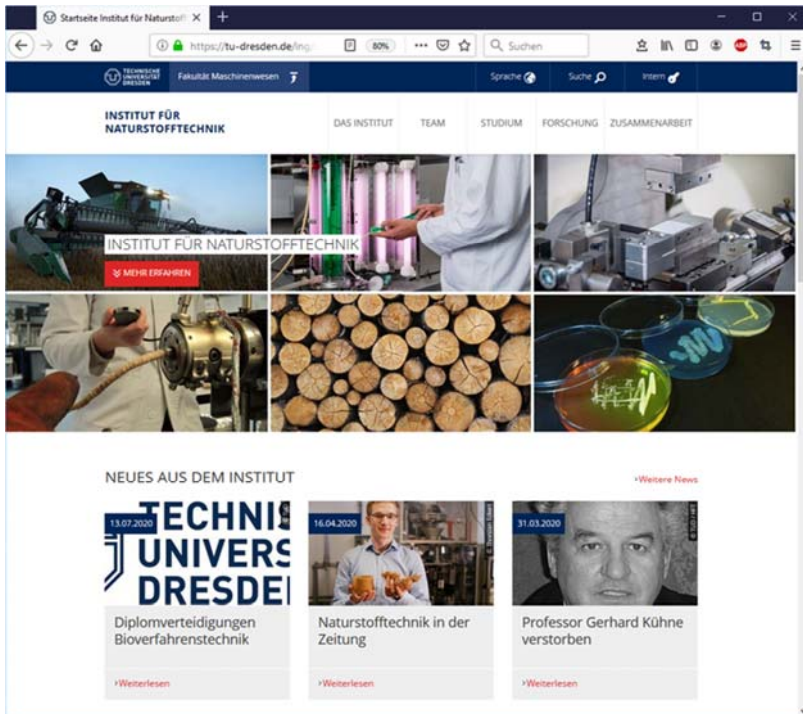 Startseite Institut für Naturstoff
https://tu-dresden.de/ing
80%
Suchen
TECHNISCHE
UNIVERSITÄT
DRESDEN
Fakultät Maschinenwesen
Sprache
Suche
Intern
INSTITUT FÜR
NATURSTOFFTECHNIK
DAS INSTITUT
TEAM
STUDIUM
FORSCHUNG
ZUSAMMENARBEIT
INSTITUT FÜR NATURSTOFFTECHNIK
MEHR ERFAHREN
NEUES AUS DEM INSTITUT
›Weitere News
13.07.2020
TECHNIS
UNIVERS
DRESDEN
Diplomverteidigungen
Bioverfahrenstechnik
›Weiterlesen
16.04.2020
Naturstofftechnik in der
Zeitung
›Weiterlesen
31.03.2020
Professor Gerhard Kühne
verstorben
›Weiterlesen